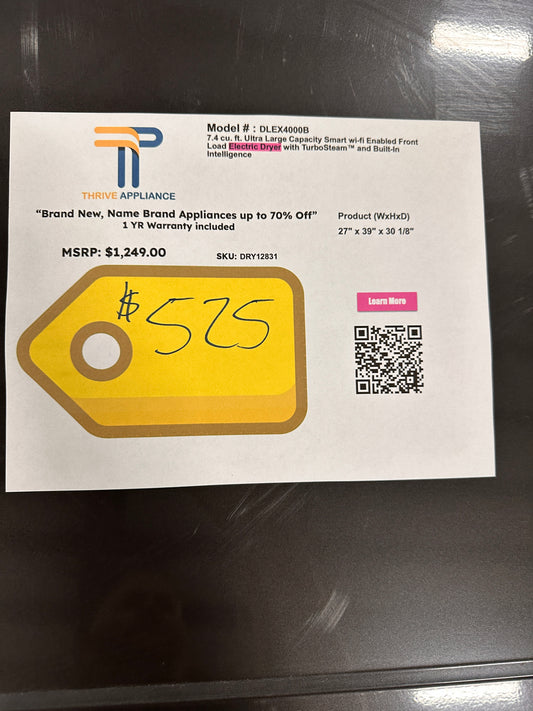 Model # : DLEX4000B
7.4 cu. ft. Ultra Large Capacity Smart wi-fi Enabled Front
Load Electric Dryer with TurboSteam™ and Built-In
Intelligence
THRIVE APPLIANCE
“Brand New, Name Brand Appliances up to 70% Off”
1 YR Warranty included
Product (WxHxD)
27" x 39" x 30 1/8"
MSRP: $1,249.00
SKU: DRY12831
$525
Learn More